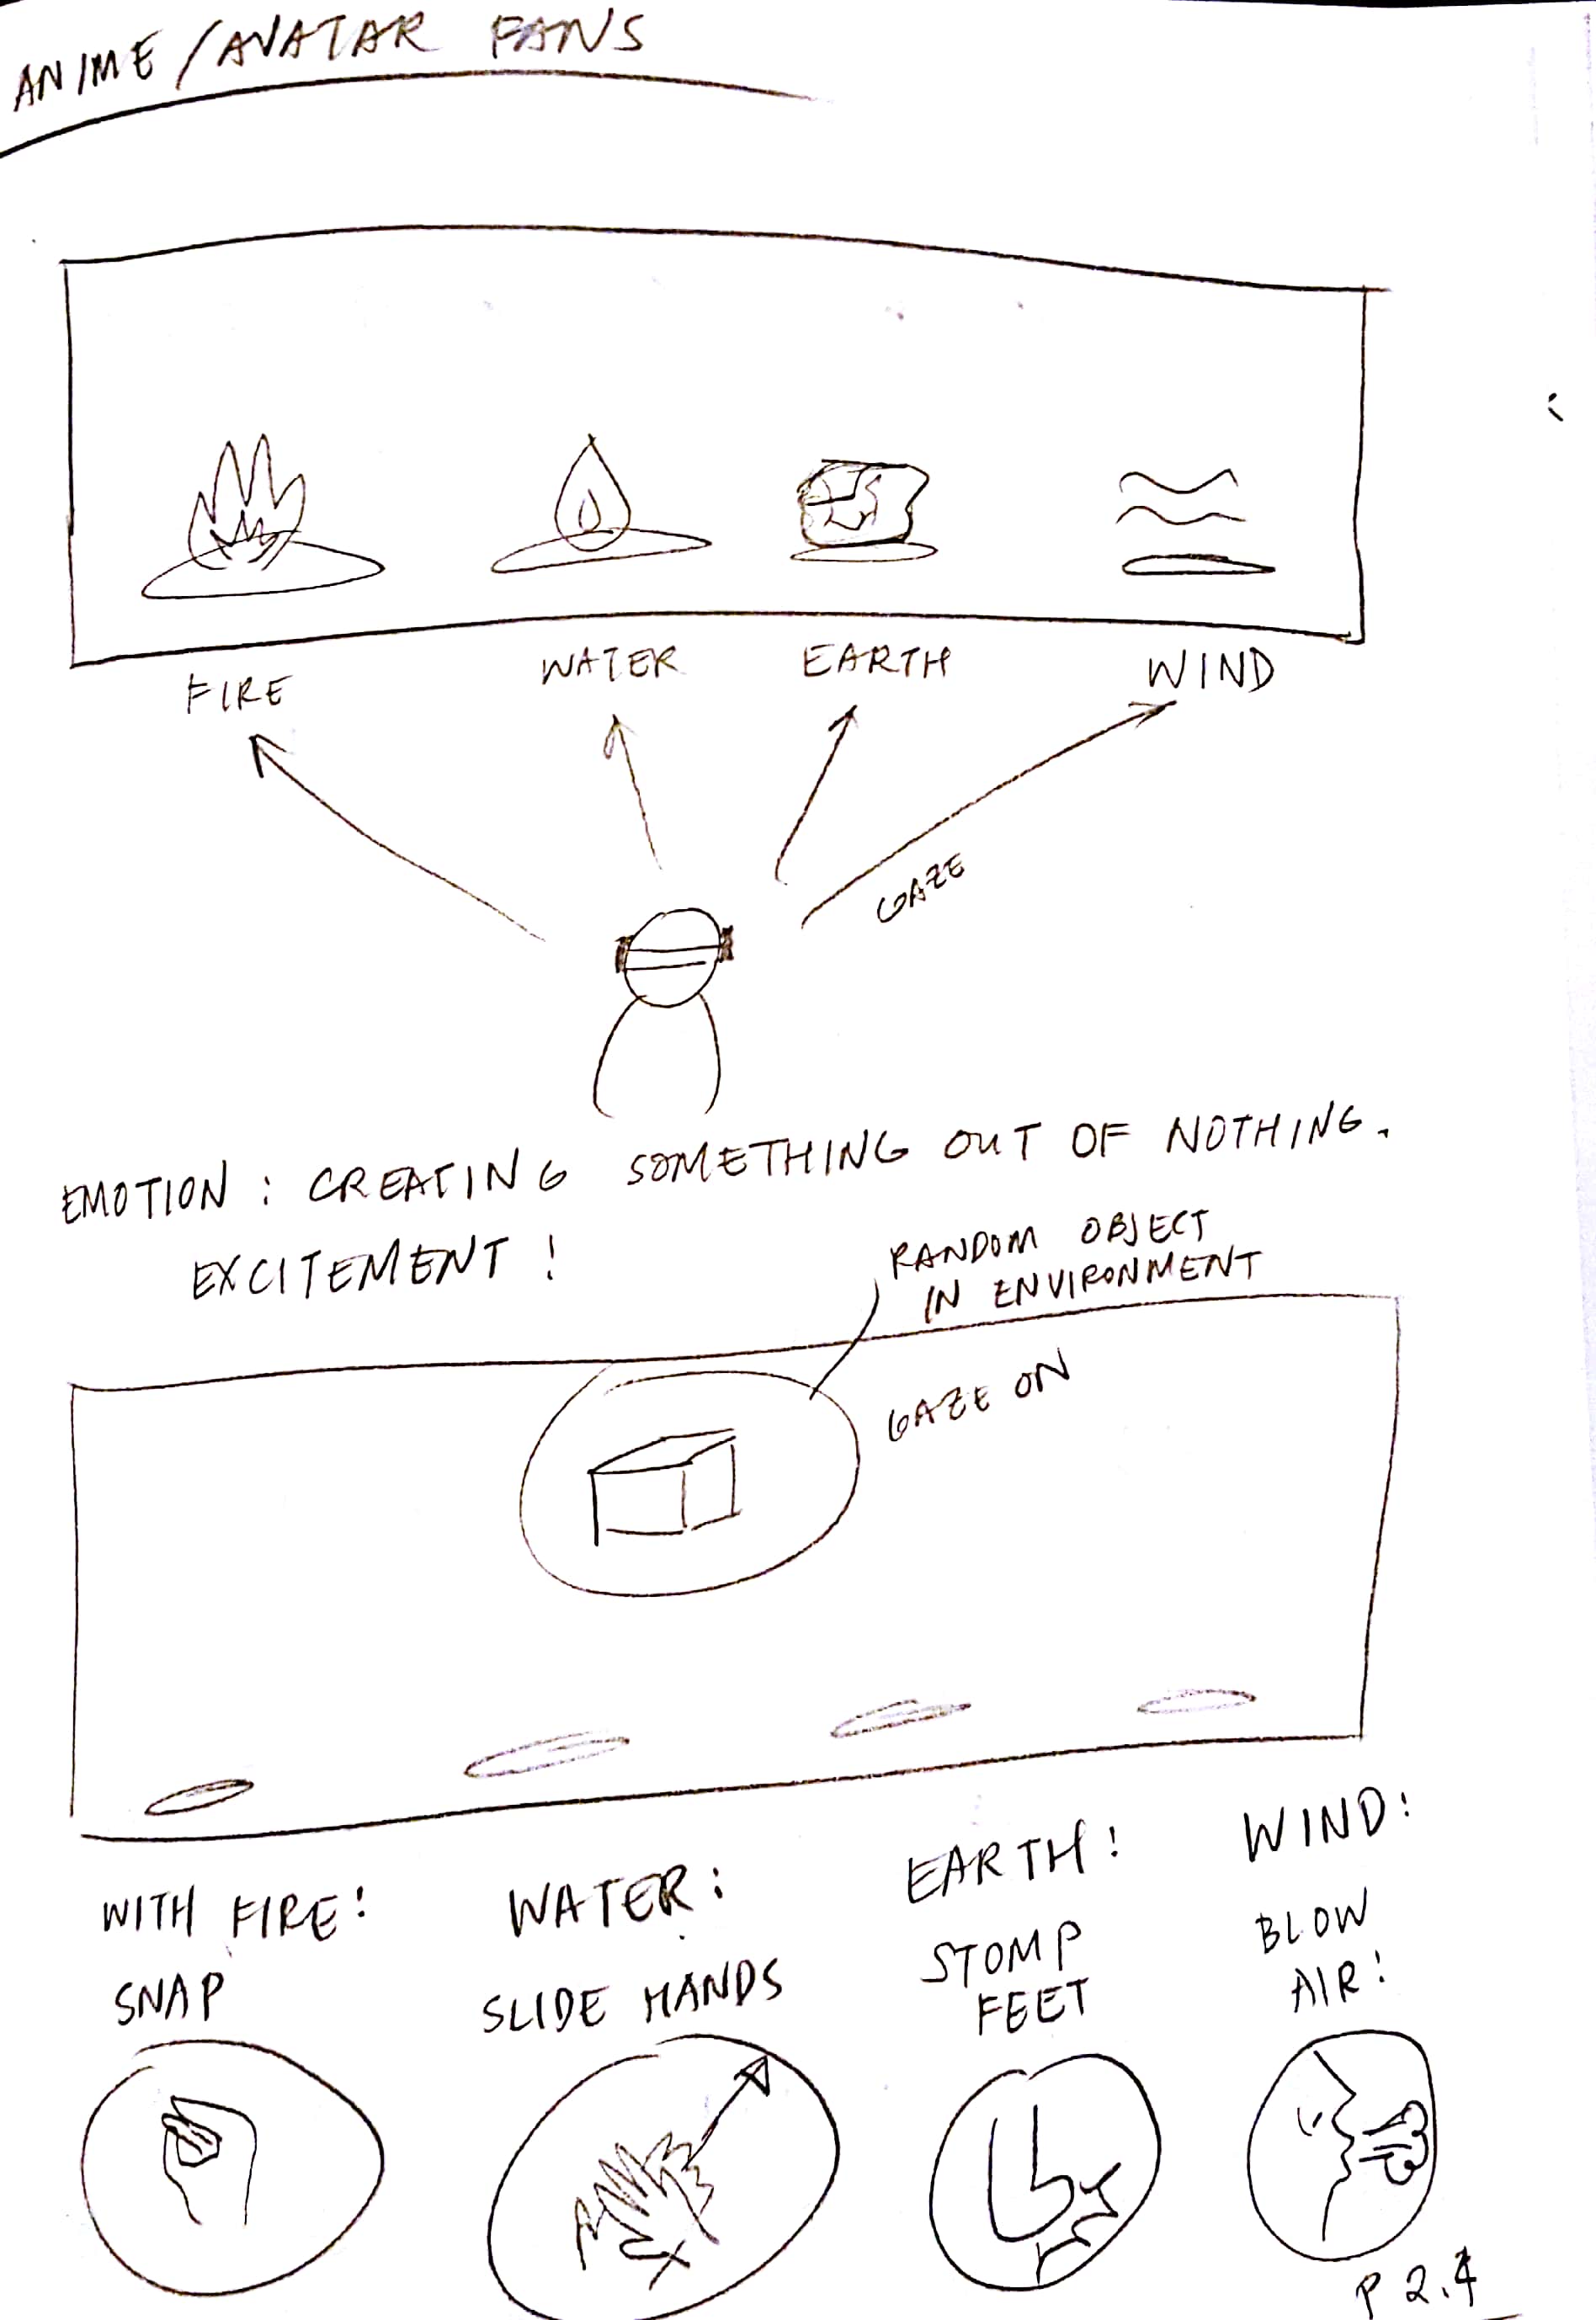 ANIME/AVATAR FANS
FIRE WATER EARTH WIND
GAZE
EMOTION: CREATING SOMETHING OUT OF NOTHING.
EXCITEMENT!
RANDOM OBJECT
IN ENVIRONMENT
GAZE ON
WITH FIRE!
SNAP
WATER:
SLIDE HANDS
EARTH!
STOMP
FEET
WIND:
BLOW
AIR:
P 2.4